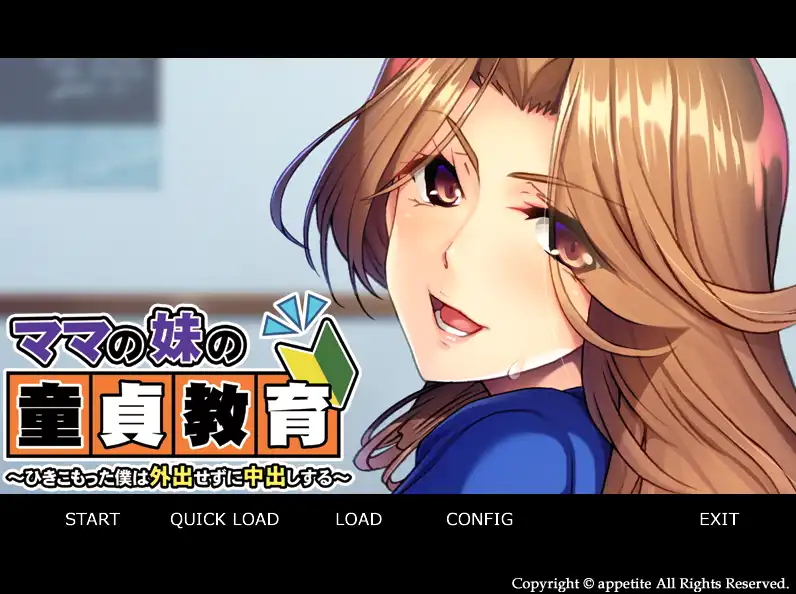 ママの妹の
童貞教育
～ひきこもった僕は外出せずに中出しする～
START QUICK LOAD LOAD CONFIG EXIT
Copyright © appetite All Rights Reserved.